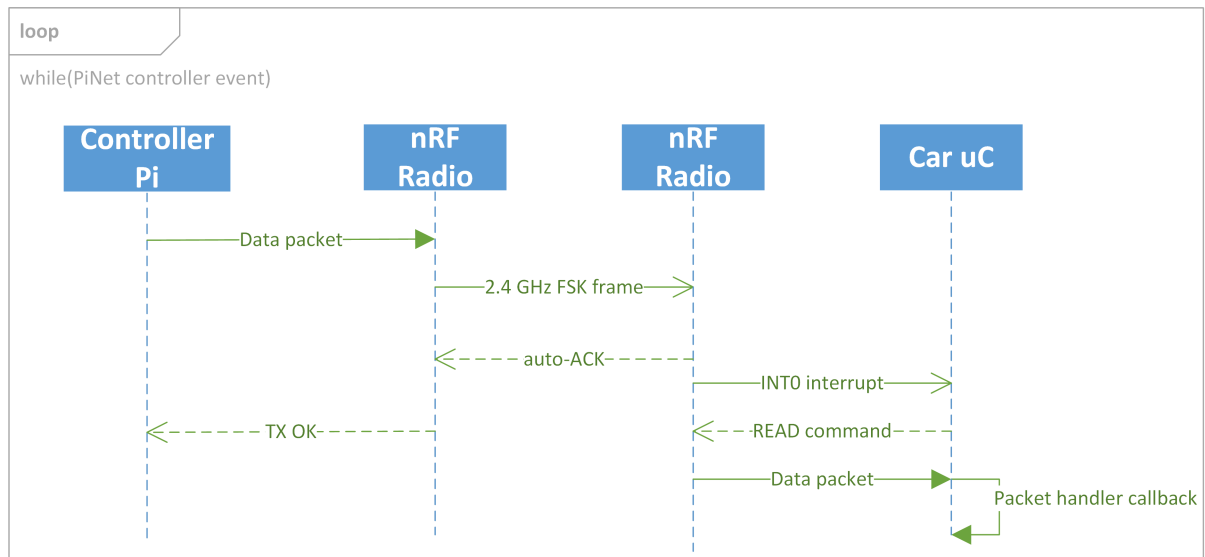 loop
while(PiNet controller event)
Controller
Pi
nRF
Radio
nRF
Radio
Car uC
Data packet
2.4 GHz FSK frame
auto-ACK
INT0 interrupt
TX OK
READ command
Data packet
Packet handler callback